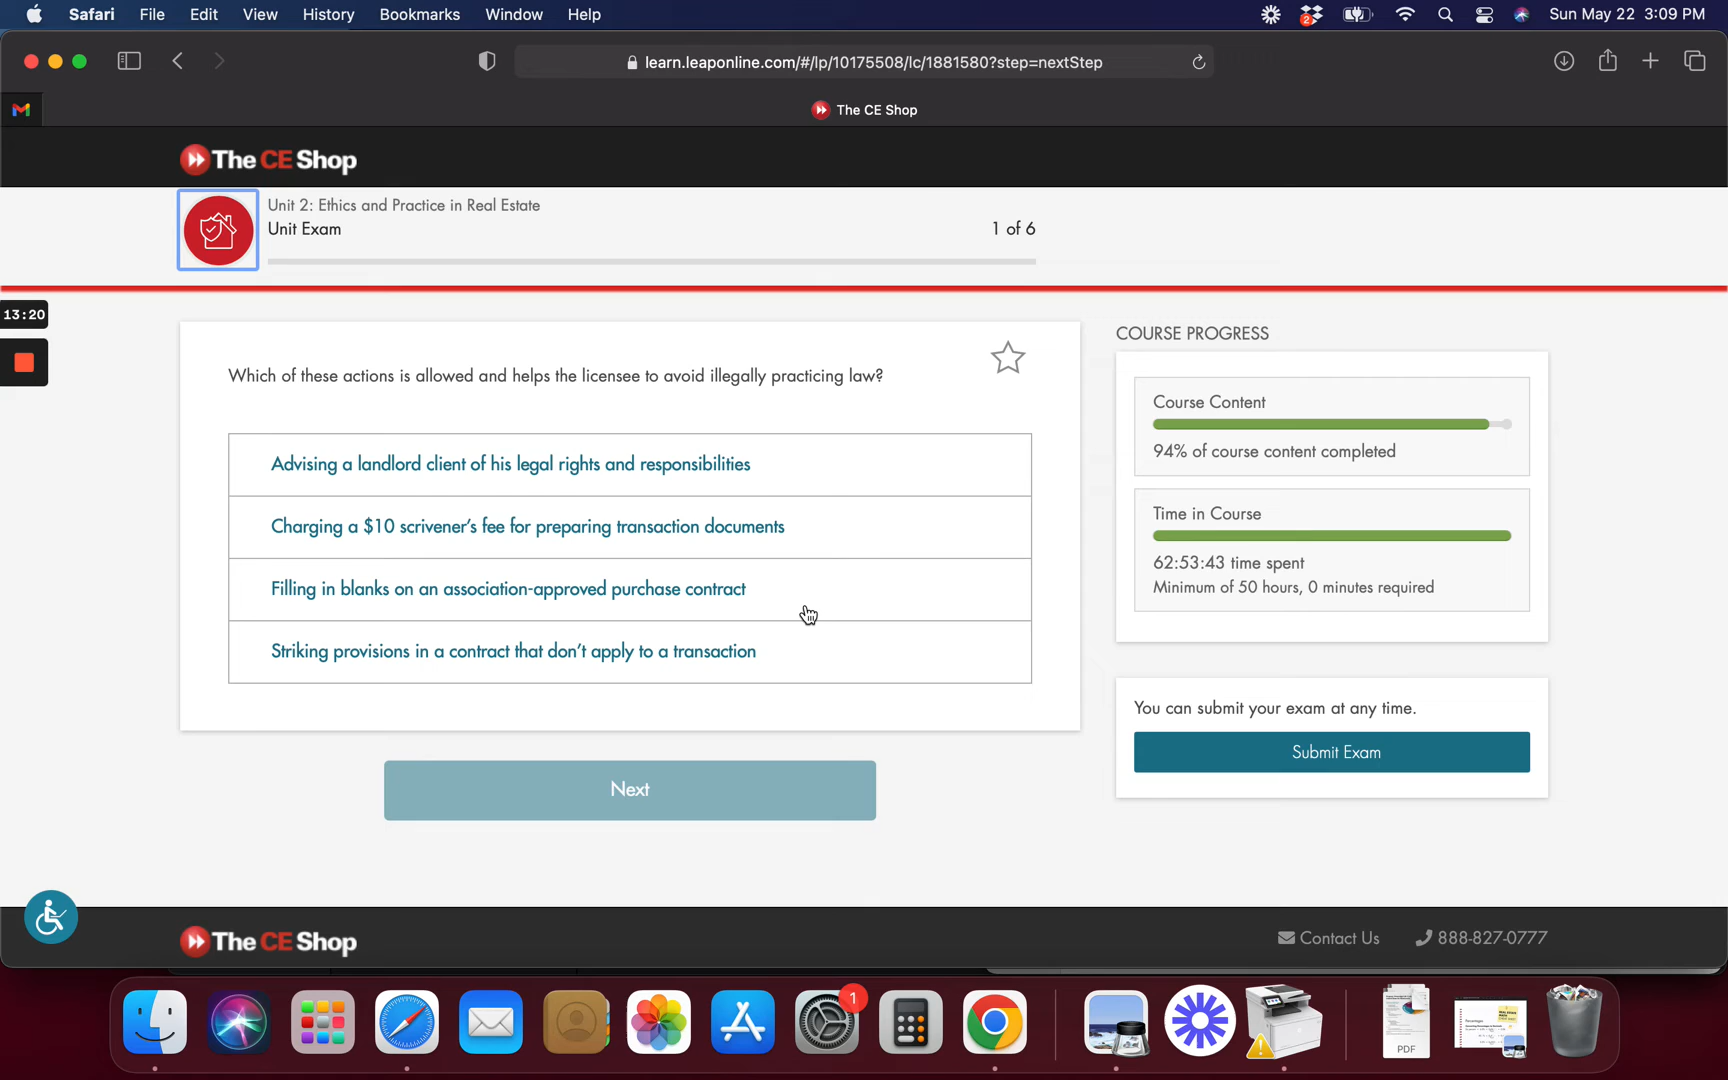 Safari File Edit View History Bookmarks Window Help
2
Sun May 22 3:09 PM
learn.leaponline.com/#/lp/10175508/lc/1881580?step=nextStep
The CE Shop
The CE Shop
Unit 2: Ethics and Practice in Real Estate
Unit Exam
1 of 6
13:20
Which of these actions is allowed and helps the licensee to avoid illegally practicing law?
Advising a landlord client of his legal rights and responsibilities
Charging a $10 scrivener's fee for preparing transaction documents
Filling in blanks on an association-approved purchase contract
Striking provisions in a contract that don't apply to a transaction
Next
COURSE PROGRESS
Course Content
94% of course content completed
Time in Course
62:53:43 time spent
Minimum of 50 hours, 0 minutes required
You can submit your exam at any time.
Submit Exam
The CE Shop
Contact Us
888-827-0777
1
PDF